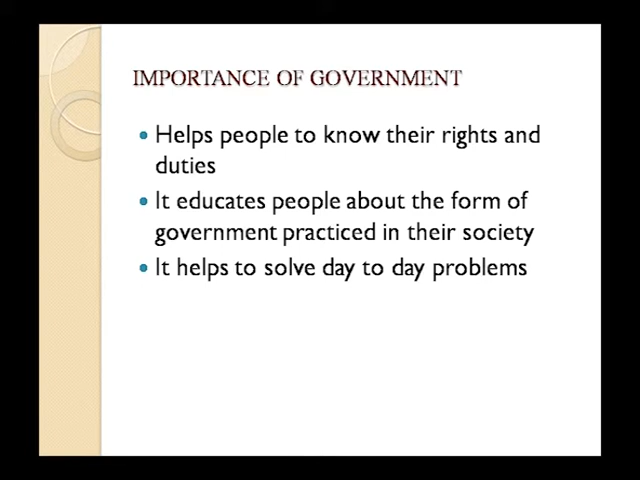 IMPORTANCE OF GOVERNMENT
• Helps people to know their rights and
duties
• It educates people about the form of
government practiced in their society
• It helps to solve day to day problems